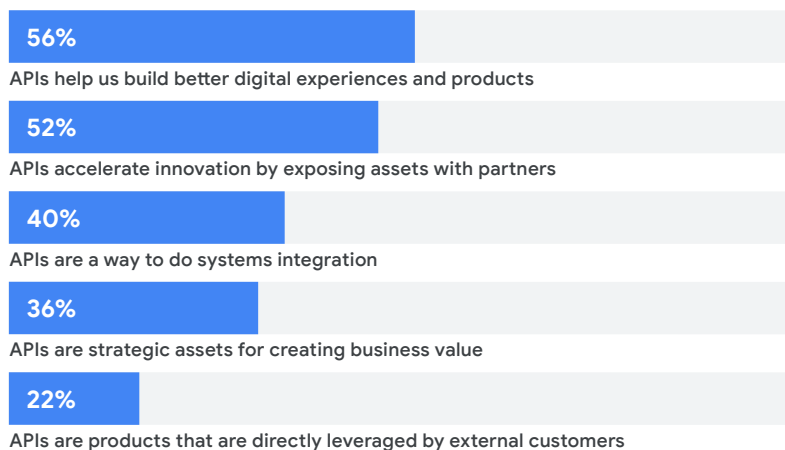 56%
APIs help us build better digital experiences and products
52%
APIs accelerate innovation by exposing assets with partners
40%
APIs are a way to do systems integration
36%
APIs are strategic assets for creating business value
22%
APIs are products that are directly leveraged by external customers